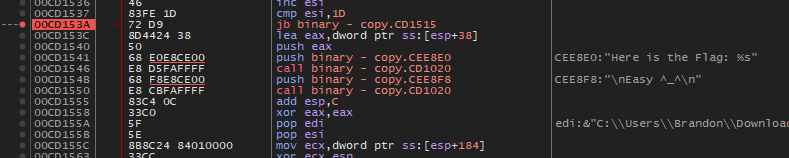 00CD1536 46 inc esi
00CD1537 83FE 1D cmp esi,1D
00CD153A 72 D9 jb binary - copy.CD1515
00CD153C 8D4424 38 lea eax,dword ptr ss:[esp+38]
00CD1540 50 push eax
00CD1541 68 E0E8CE00 push binary - copy.CEE8E0 CEE8E0:"Here is the Flag: %s"
00CD1546 E8 D5FAFFFF call binary - copy.CD1020
00CD154B 68 F8E8CE00 push binary - copy.CEE8F8 CEE8F8:"\nEasy ^_^\n"
00CD1550 E8 CBFAFFFF call binary - copy.CD1020
00CD1555 83C4 0C add esp,C
00CD1558 33C0 xor eax,eax
00CD155A 5F pop edi edi:&"C:\\Users\\Brandon\\Downloa
00CD155B 5E pop esi
00CD155C 8B8C24 84010000 mov ecx,dword ptr ss:[esp+184]
00CD1563 33CC xor ecx,esp